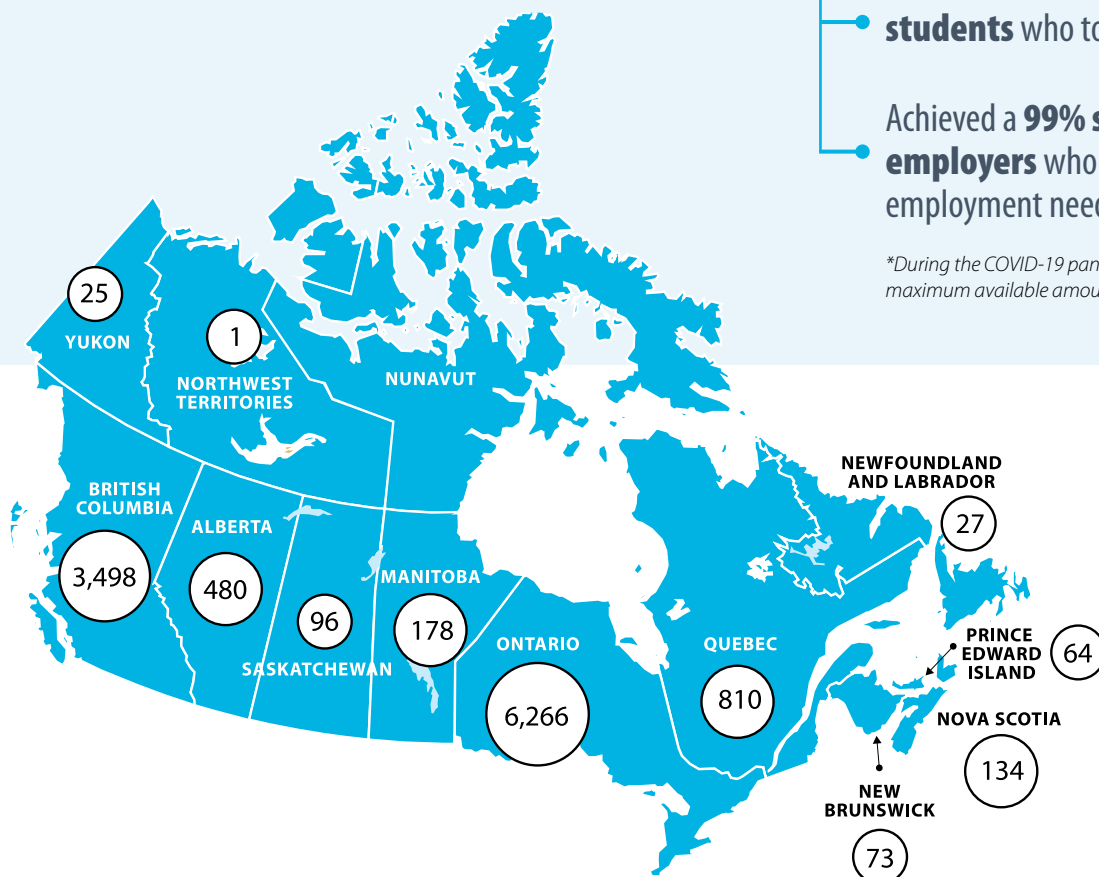 students who to
Achieved a 99% s
employers who
employment need
*During the COVID-19 pan
maximum available amou
25
YUKON
1
NORTHWEST
TERRITORIES
NUNAVUT
BRITISH
COLUMBIA
3,498
ALBERTA
480
96
SASKATCHEWAN
MANITOBA
178
ONTARIO
6,266
QUEBEC
810
NEWFOUNDLAND
AND LABRADOR
27
PRINCE
EDWARD
ISLAND
64
NOVA SCOTIA
134
NEW
BRUNSWICK
73